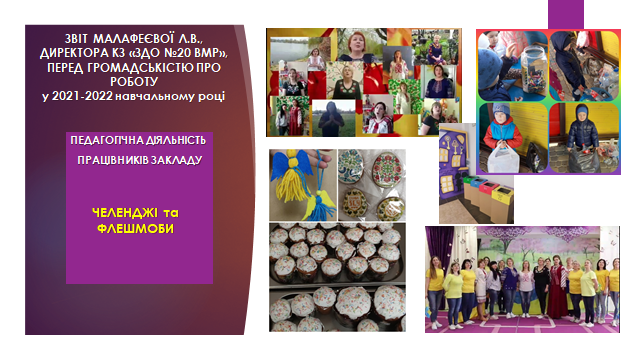 ЗВІТ МАЛАФЕЄВОЇ Л.В.,
ДИРЕКТОРА КЗ «ЗДО №20 ВМР»,
ПЕРЕД ГРОМАДСЬКІСТЮ ПРО
РОБОТУ
у 2021-2022 навчальному році
ПЕДАГОГІЧНА ДІЯЛЬНІСТЬ
ПРАЦІВНИКІВ ЗАКЛАДУ
ЧЕЛЕНДЖІ та
ФЛЕШМОБИ